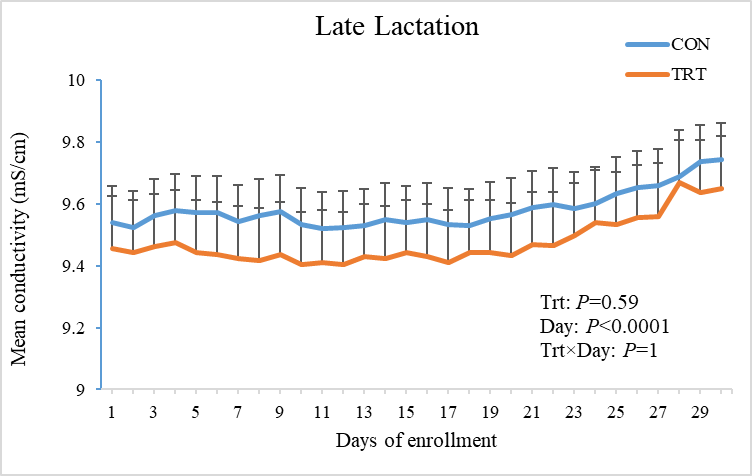 Late Lactation
CON
TRT
Mean conductivity (mS/cm)
10
9.8
9.6
9.4
9.2
9
Trt: P=0.59
Day: P<0.0001
Trt×Day: P=1
1 3 5 7 9 11 13 15 17 19 21 23 25 27 29
Days of enrollment